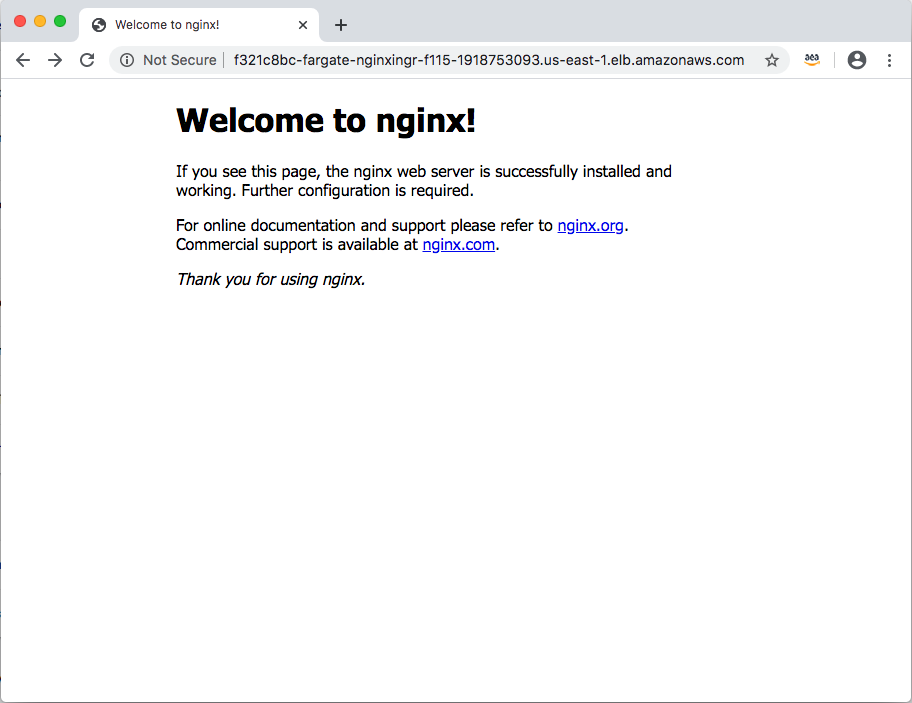 Welcome to nginx!
Not Secure f321c8bc-fargate-nginxingr-f115-1918753093.us-east-1.elb.amazonaws.com
Welcome to nginx!
If you see this page, the nginx web server is successfully installed and
working. Further configuration is required.
For online documentation and support please refer to nginx.org.
Commercial support is available at nginx.com.
Thank you for using nginx.